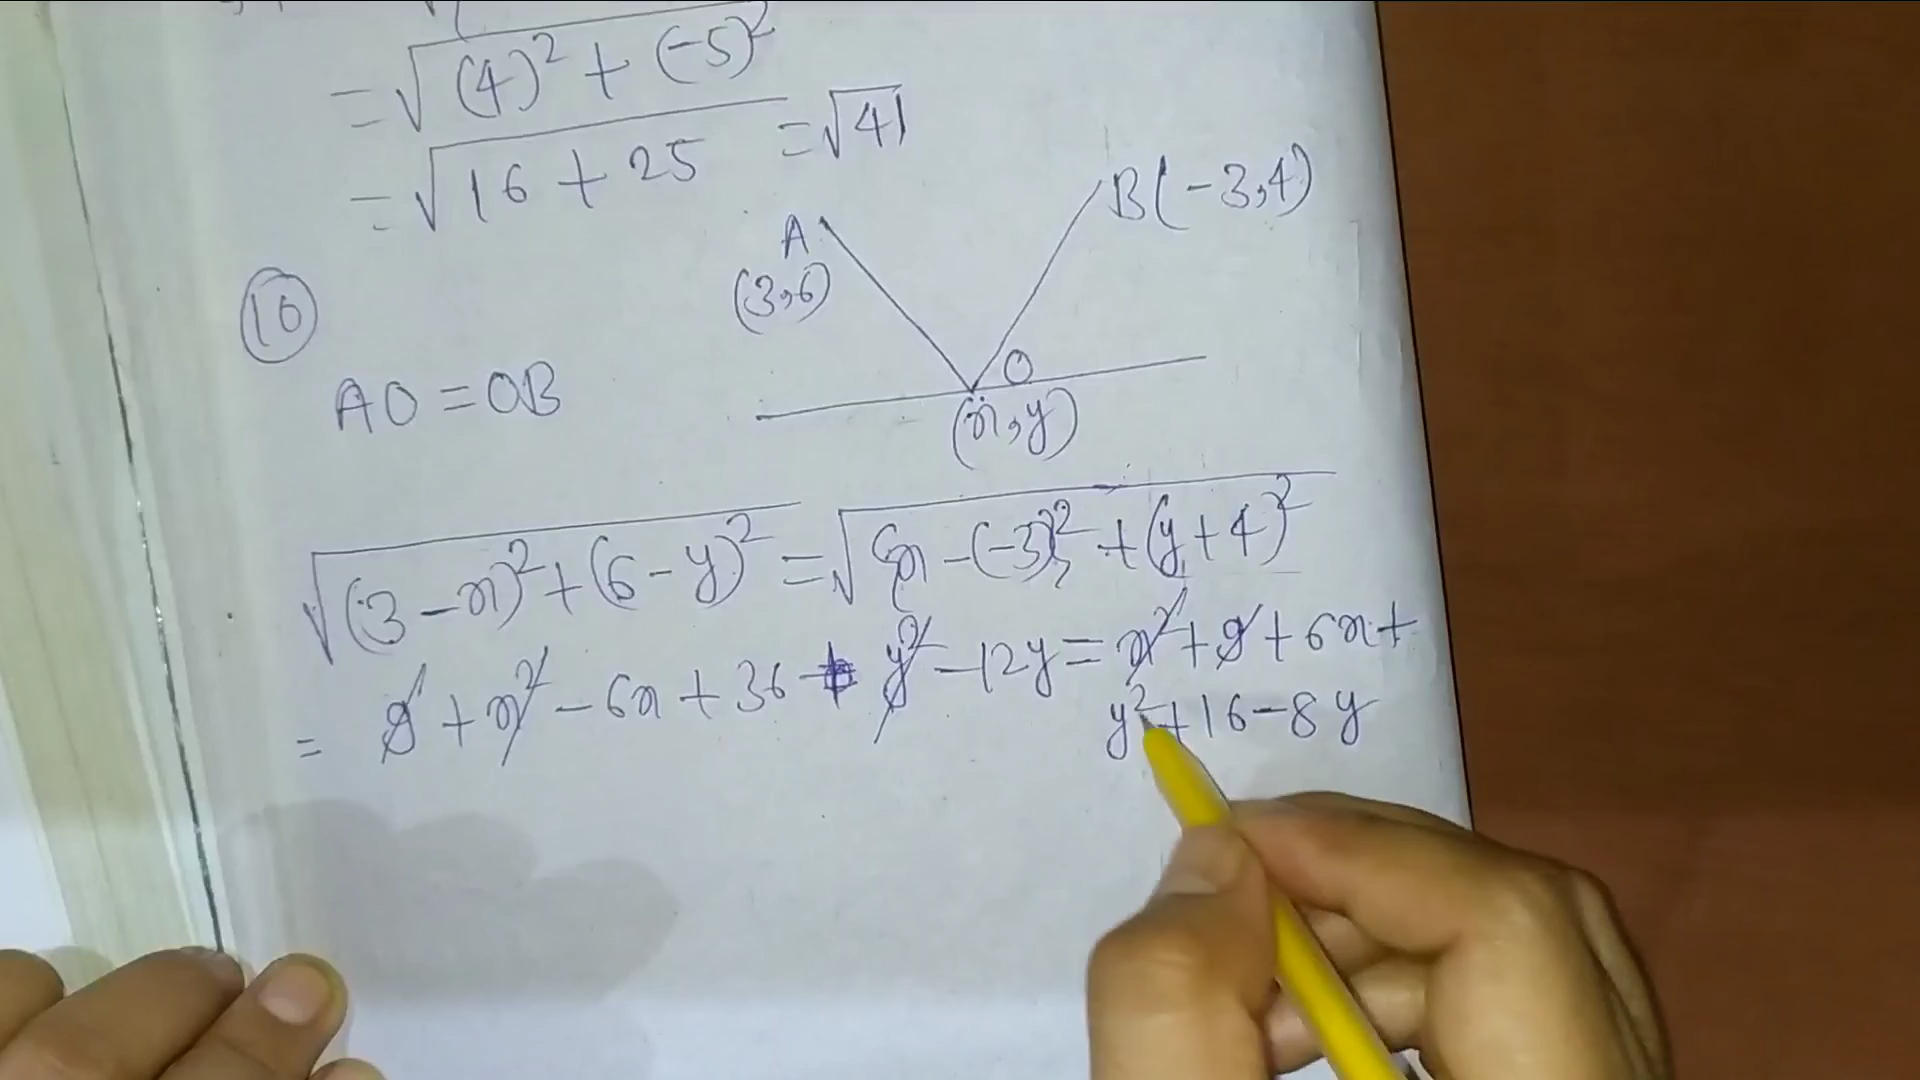 = √(4)² + (-5)²
= √16 + 25 = √41
B(-3,4)
A
(3,6)
10
O
AO = OB
(x,y)
√(3-x)²+(6-y)² = √(x-(-3))²+(y+4)²
= 9+x²-6x+36+y²-12y=x²+9+6x+
y²+16-8y